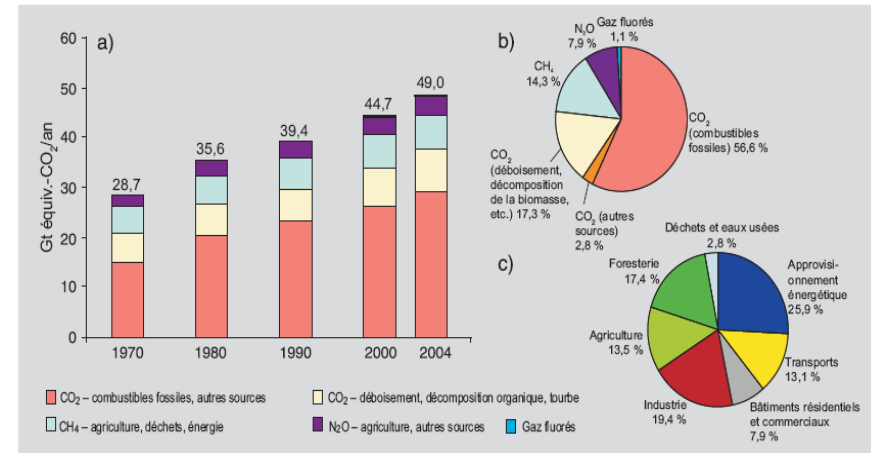 a)
Gt équiv.-CO2/an
60
50
40
30
20
10
0
28,7
35,6
39,4
44,7
49,0
1970
1980
1990
2000
2004
b)
N2O
7,9 %
Gaz fluorés
1,1 %
CH4
14,3 %
CO2
(combustibles
fossiles) 56,6 %
CO2
(déboisement,
décomposition
de la biomasse,
etc.) 17,3 %
CO2 (autres
sources)
2,8 %
c)
Déchets et eaux usées
2,8 %
Foresterie
17,4 %
Approvisi-
onnement
énergétique
25,9 %
Agriculture
13,5 %
Transports
13,1 %
Industrie
19,4 %
Bâtiments résidentiels
et commerciaux
7,9 %
CO2 – combustibles fossiles, autres sources
CO2 – déboisement, décomposition organique, tourbe
CH4 – agriculture, déchets, énergie
N2O – agriculture, autres sources
Gaz fluorés